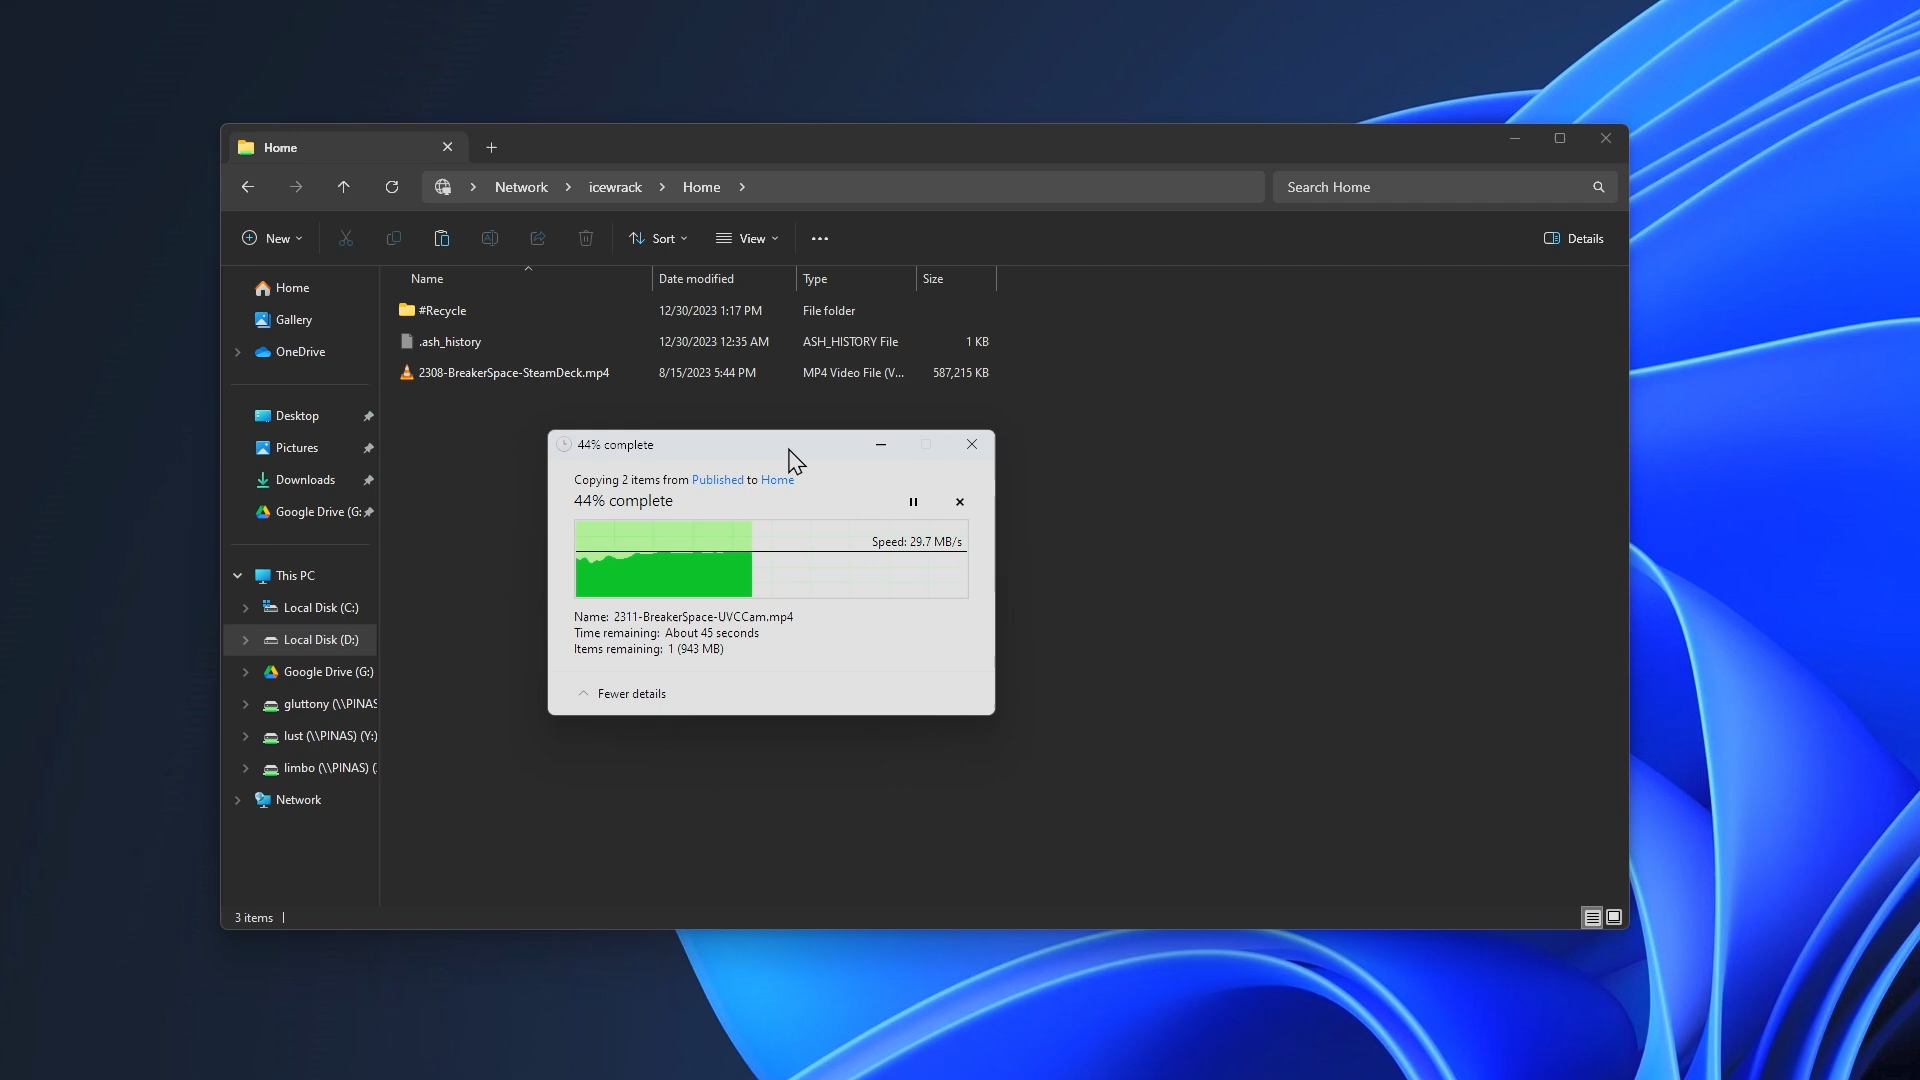 Home
Network > icewrack > Home >
Search Home
New
Sort
View
Details
Home
Gallery
OneDrive
Desktop
Pictures
Downloads
Google Drive (G:
This PC
Local Disk (C:)
Local Disk (D:)
Google Drive (G:)
gluttony (\\PINAS
lust (\\PINAS) (Y:)
limbo (\\PINAS) (
Network
Name Date modified Type Size
#Recycle 12/30/2023 1:17 PM File folder
.ash_history 12/30/2023 12:35 AM ASH_HISTORY File 1 KB
2308-BreakerSpace-SteamDeck.mp4 8/15/2023 5:44 PM MP4 Video File (V... 587,215 KB
44% complete
Copying 2 items from Published to Home
44% complete
Speed: 29.7 MB/s
Name: 2311-BreakerSpace-UVCCam.mp4
Time remaining: About 45 seconds
Items remaining: 1 (943 MB)
Fewer details
3 items